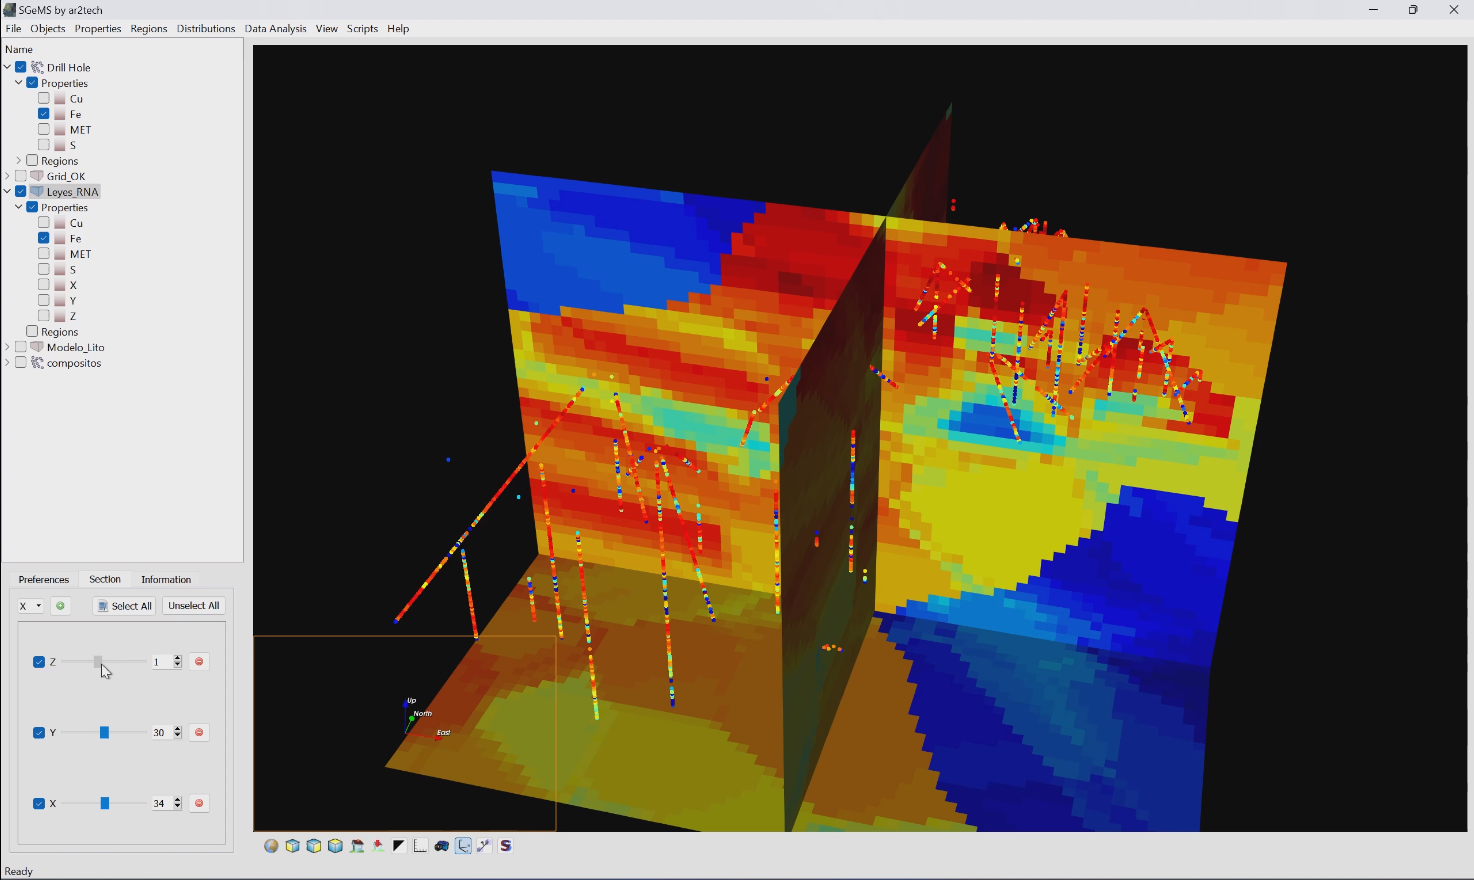 SGeMS by ar2tech
File Objects Properties Regions Distributions Data Analysis View Scripts Help
Name
Drill Hole
Properties
Cu
Fe
MET
S
Regions
Grid_OK
Leyes_RNA
Properties
Cu
Fe
MET
S
X
Y
Z
Regions
Modelo_Lito
compositos
Preferences Section Information
X Select All Unselect All
Z 1
Y 30
X 34
Up
North
East
Ready